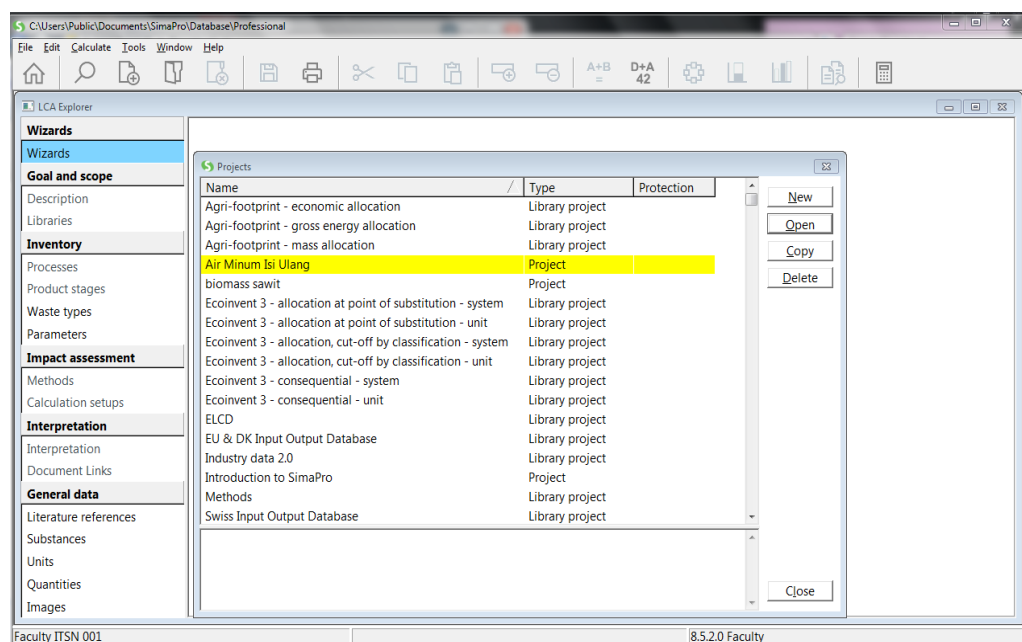 C:\Users\Public\Documents\SimaPro\Database\Professional
File Edit Calculate Tools Window Help
A+B = D+A 42
LCA Explorer
Wizards
Wizards
Goal and scope
Description
Libraries
Inventory
Processes
Product stages
Waste types
Parameters
Impact assessment
Methods
Calculation setups
Interpretation
Interpretation
Document Links
General data
Literature references
Substances
Units
Quantities
Images
Projects
Name Type Protection
Agri-footprint - economic allocation Library project
Agri-footprint - gross energy allocation Library project
Agri-footprint - mass allocation Library project
Air Minum Isi Ulang Project
biomass sawit Project
Ecoinvent 3 - allocation at point of substitution - system Library project
Ecoinvent 3 - allocation at point of substitution - unit Library project
Ecoinvent 3 - allocation, cut-off by classification - system Library project
Ecoinvent 3 - allocation, cut-off by classification - unit Library project
Ecoinvent 3 - consequential - system Library project
Ecoinvent 3 - consequential - unit Library project
ELCD Library project
EU & DK Input Output Database Library project
Industry data 2.0 Library project
Introduction to SimaPro Project
Methods Library project
Swiss Input Output Database Library project
New
Open
Copy
Delete
Close
Faculty ITSN 001 8.5.2.0 Faculty